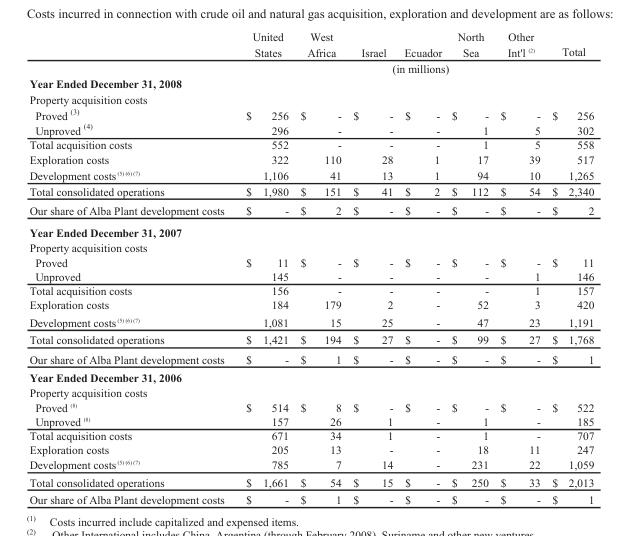 Costs incurred in connection with crude oil and natural gas acquisition, exploration and development are as follows:
United West North Other
States Africa Israel Ecuador Sea Int'l (2) Total
(in millions)
Year Ended December 31, 2008
Property acquisition costs
Proved (3) $ 256 $ - $ - $ - $ - $ - $ 256
Unproved (4) 296 - - - 1 5 302
Total acquisition costs 552 - - - 1 5 558
Exploration costs 322 110 28 1 17 39 517
Development costs (5) (6) (7) 1,106 41 13 1 94 10 1,265
Total consolidated operations $ 1,980 $ 151 $ 41 $ 2 $ 112 $ 54 $ 2,340
Our share of Alba Plant development costs $ - $ 2 $ - $ - $ - $ - $ 2
Year Ended December 31, 2007
Property acquisition costs
Proved $ 11 $ - $ - $ - $ - $ - $ 11
Unproved 145 - - - - 1 146
Total acquisition costs 156 - - - - 1 157
Exploration costs 184 179 2 - 52 3 420
Development costs (5) (6) (7) 1,081 15 25 - 47 23 1,191
Total consolidated operations $ 1,421 $ 194 $ 27 $ - $ 99 $ 27 $ 1,768
Our share of Alba Plant development costs $ - $ 1 $ - $ - $ - $ - $ 1
Year Ended December 31, 2006
Property acquisition costs
Proved (8) $ 514 $ 8 $ - $ - $ - $ - $ 522
Unproved (8) 157 26 1 - 1 - 185
Total acquisition costs 671 34 1 - 1 - 707
Exploration costs 205 13 - - 18 11 247
Development costs (5) (6) (7) 785 7 14 - 231 22 1,059
Total consolidated operations $ 1,661 $ 54 $ 15 $ - $ 250 $ 33 $ 2,013
Our share of Alba Plant development costs $ - $ 1 $ - $ - $ - $ - $ 1
(1) Costs incurred include capitalized and expensed items.
(2) Other International includes China, Argentina (through February 2008), Suriname and other new ventures.